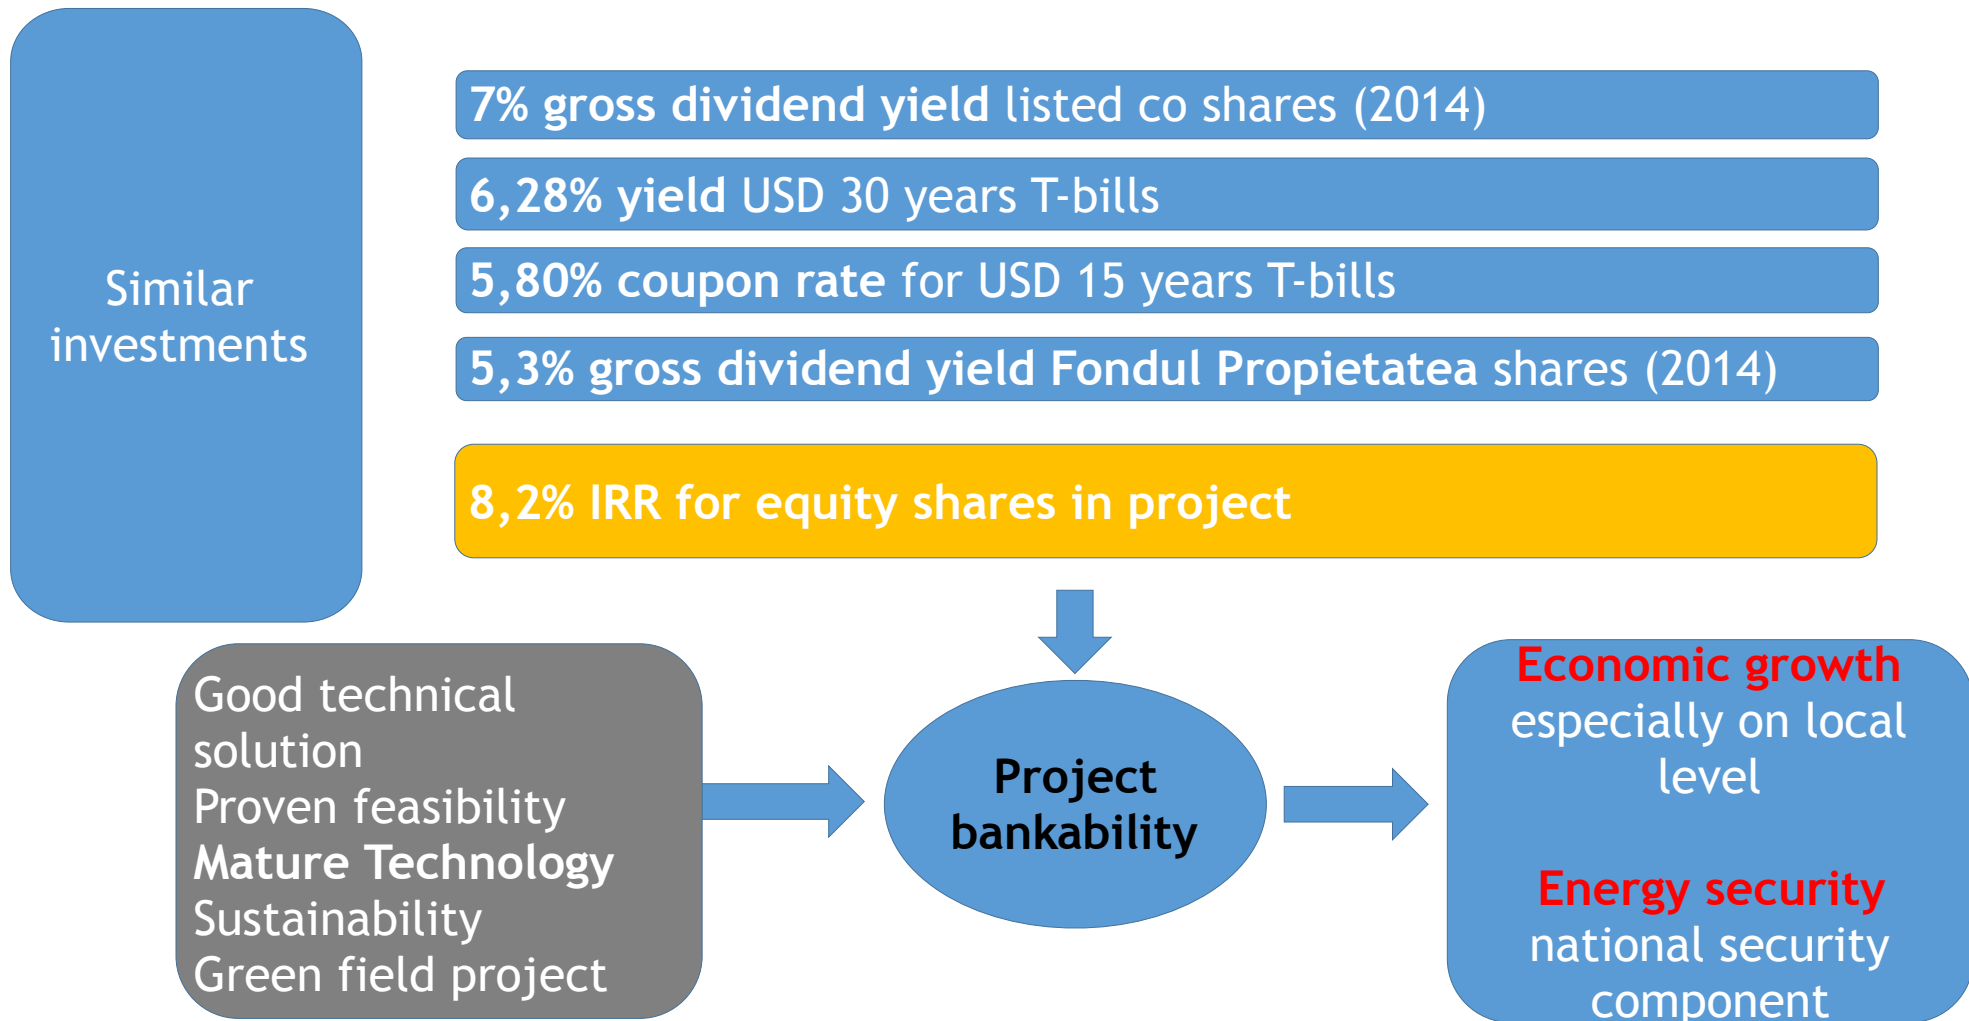 Similar
investments
7% gross dividend yield listed co shares (2014)
6,28% yield USD 30 years T-bills
5,80% coupon rate for USD 15 years T-bills
5,3% gross dividend yield Fondul Propietatea shares (2014)
8,2% IRR for equity shares in project
Good technical
solution
Proven feasibility
Mature Technology
Sustainability
Green field project
Project
bankability
Economic growth
especially on local
level
Energy security
national security
component